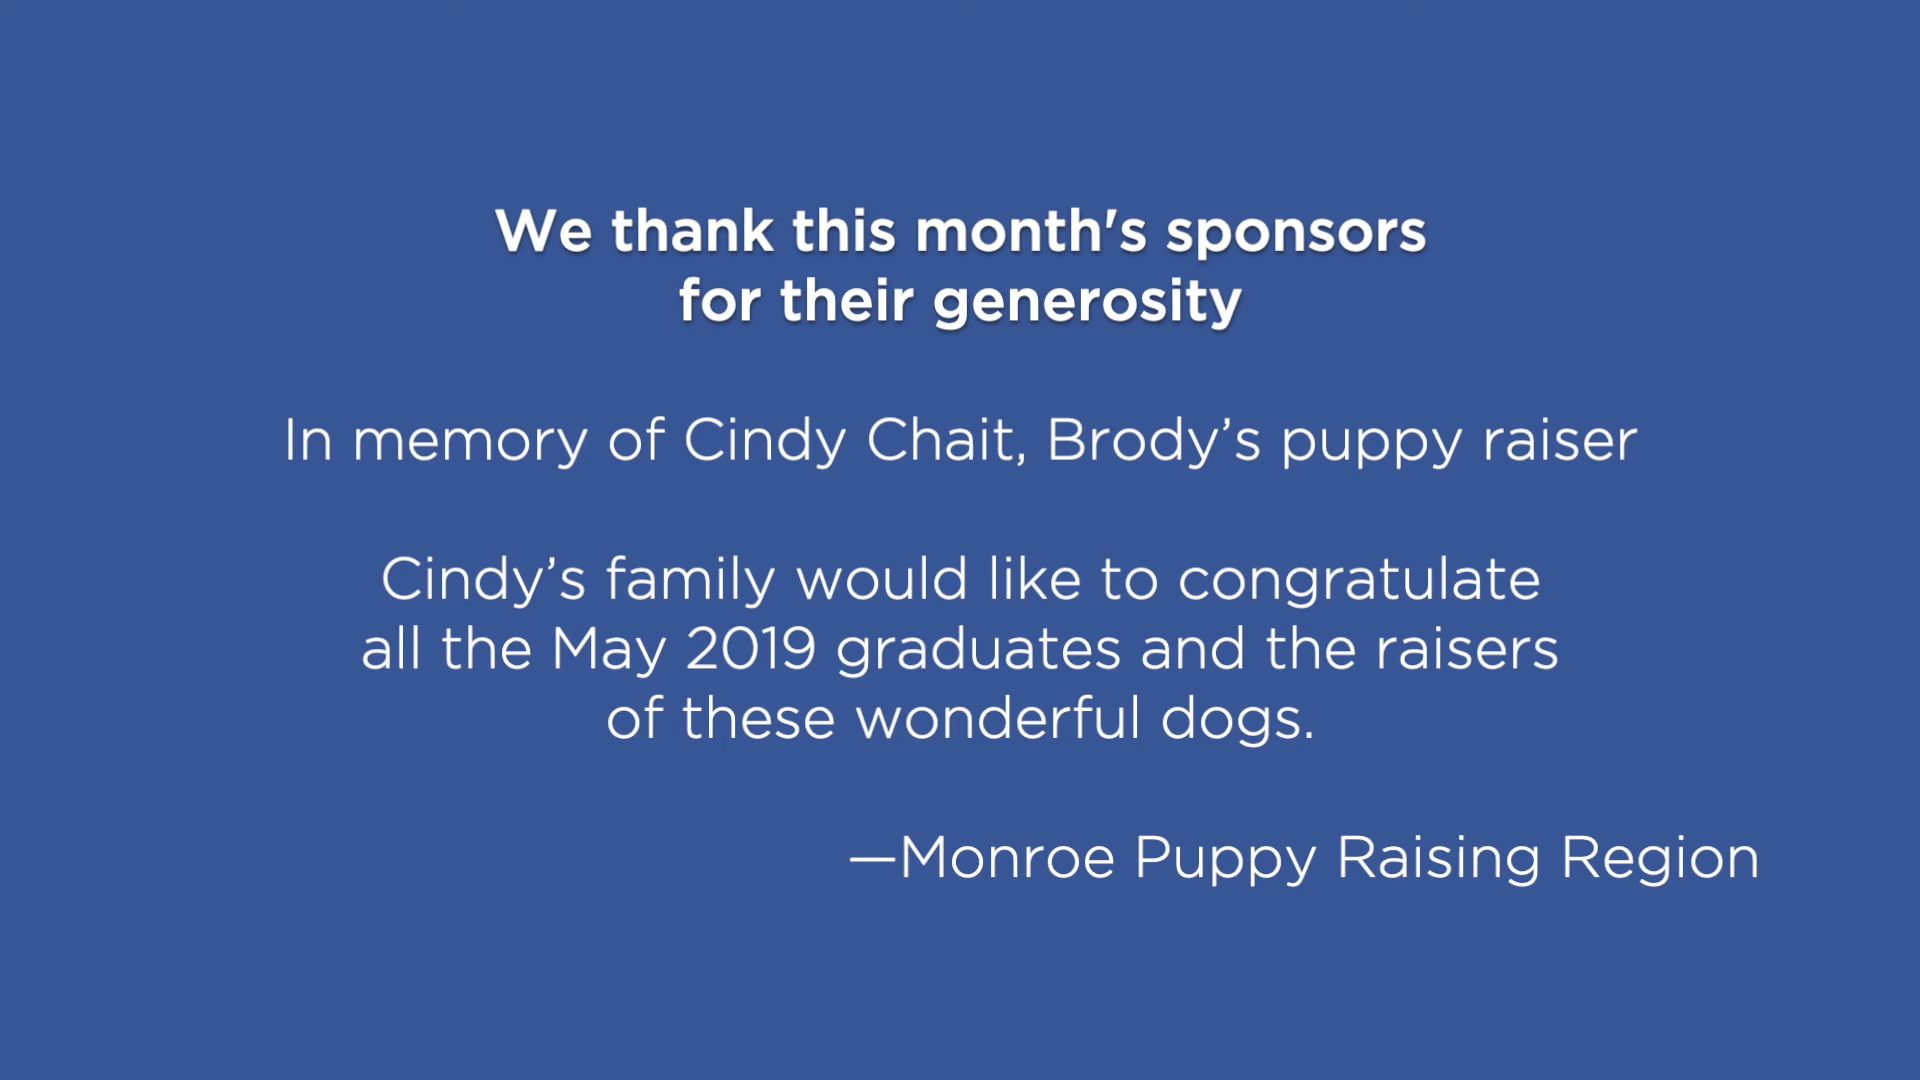 We thank this month's sponsors
for their generosity
In memory of Cindy Chait, Brody’s puppy raiser
Cindy’s family would like to congratulate
all the May 2019 graduates and the raisers
of these wonderful dogs.
—Monroe Puppy Raising Region